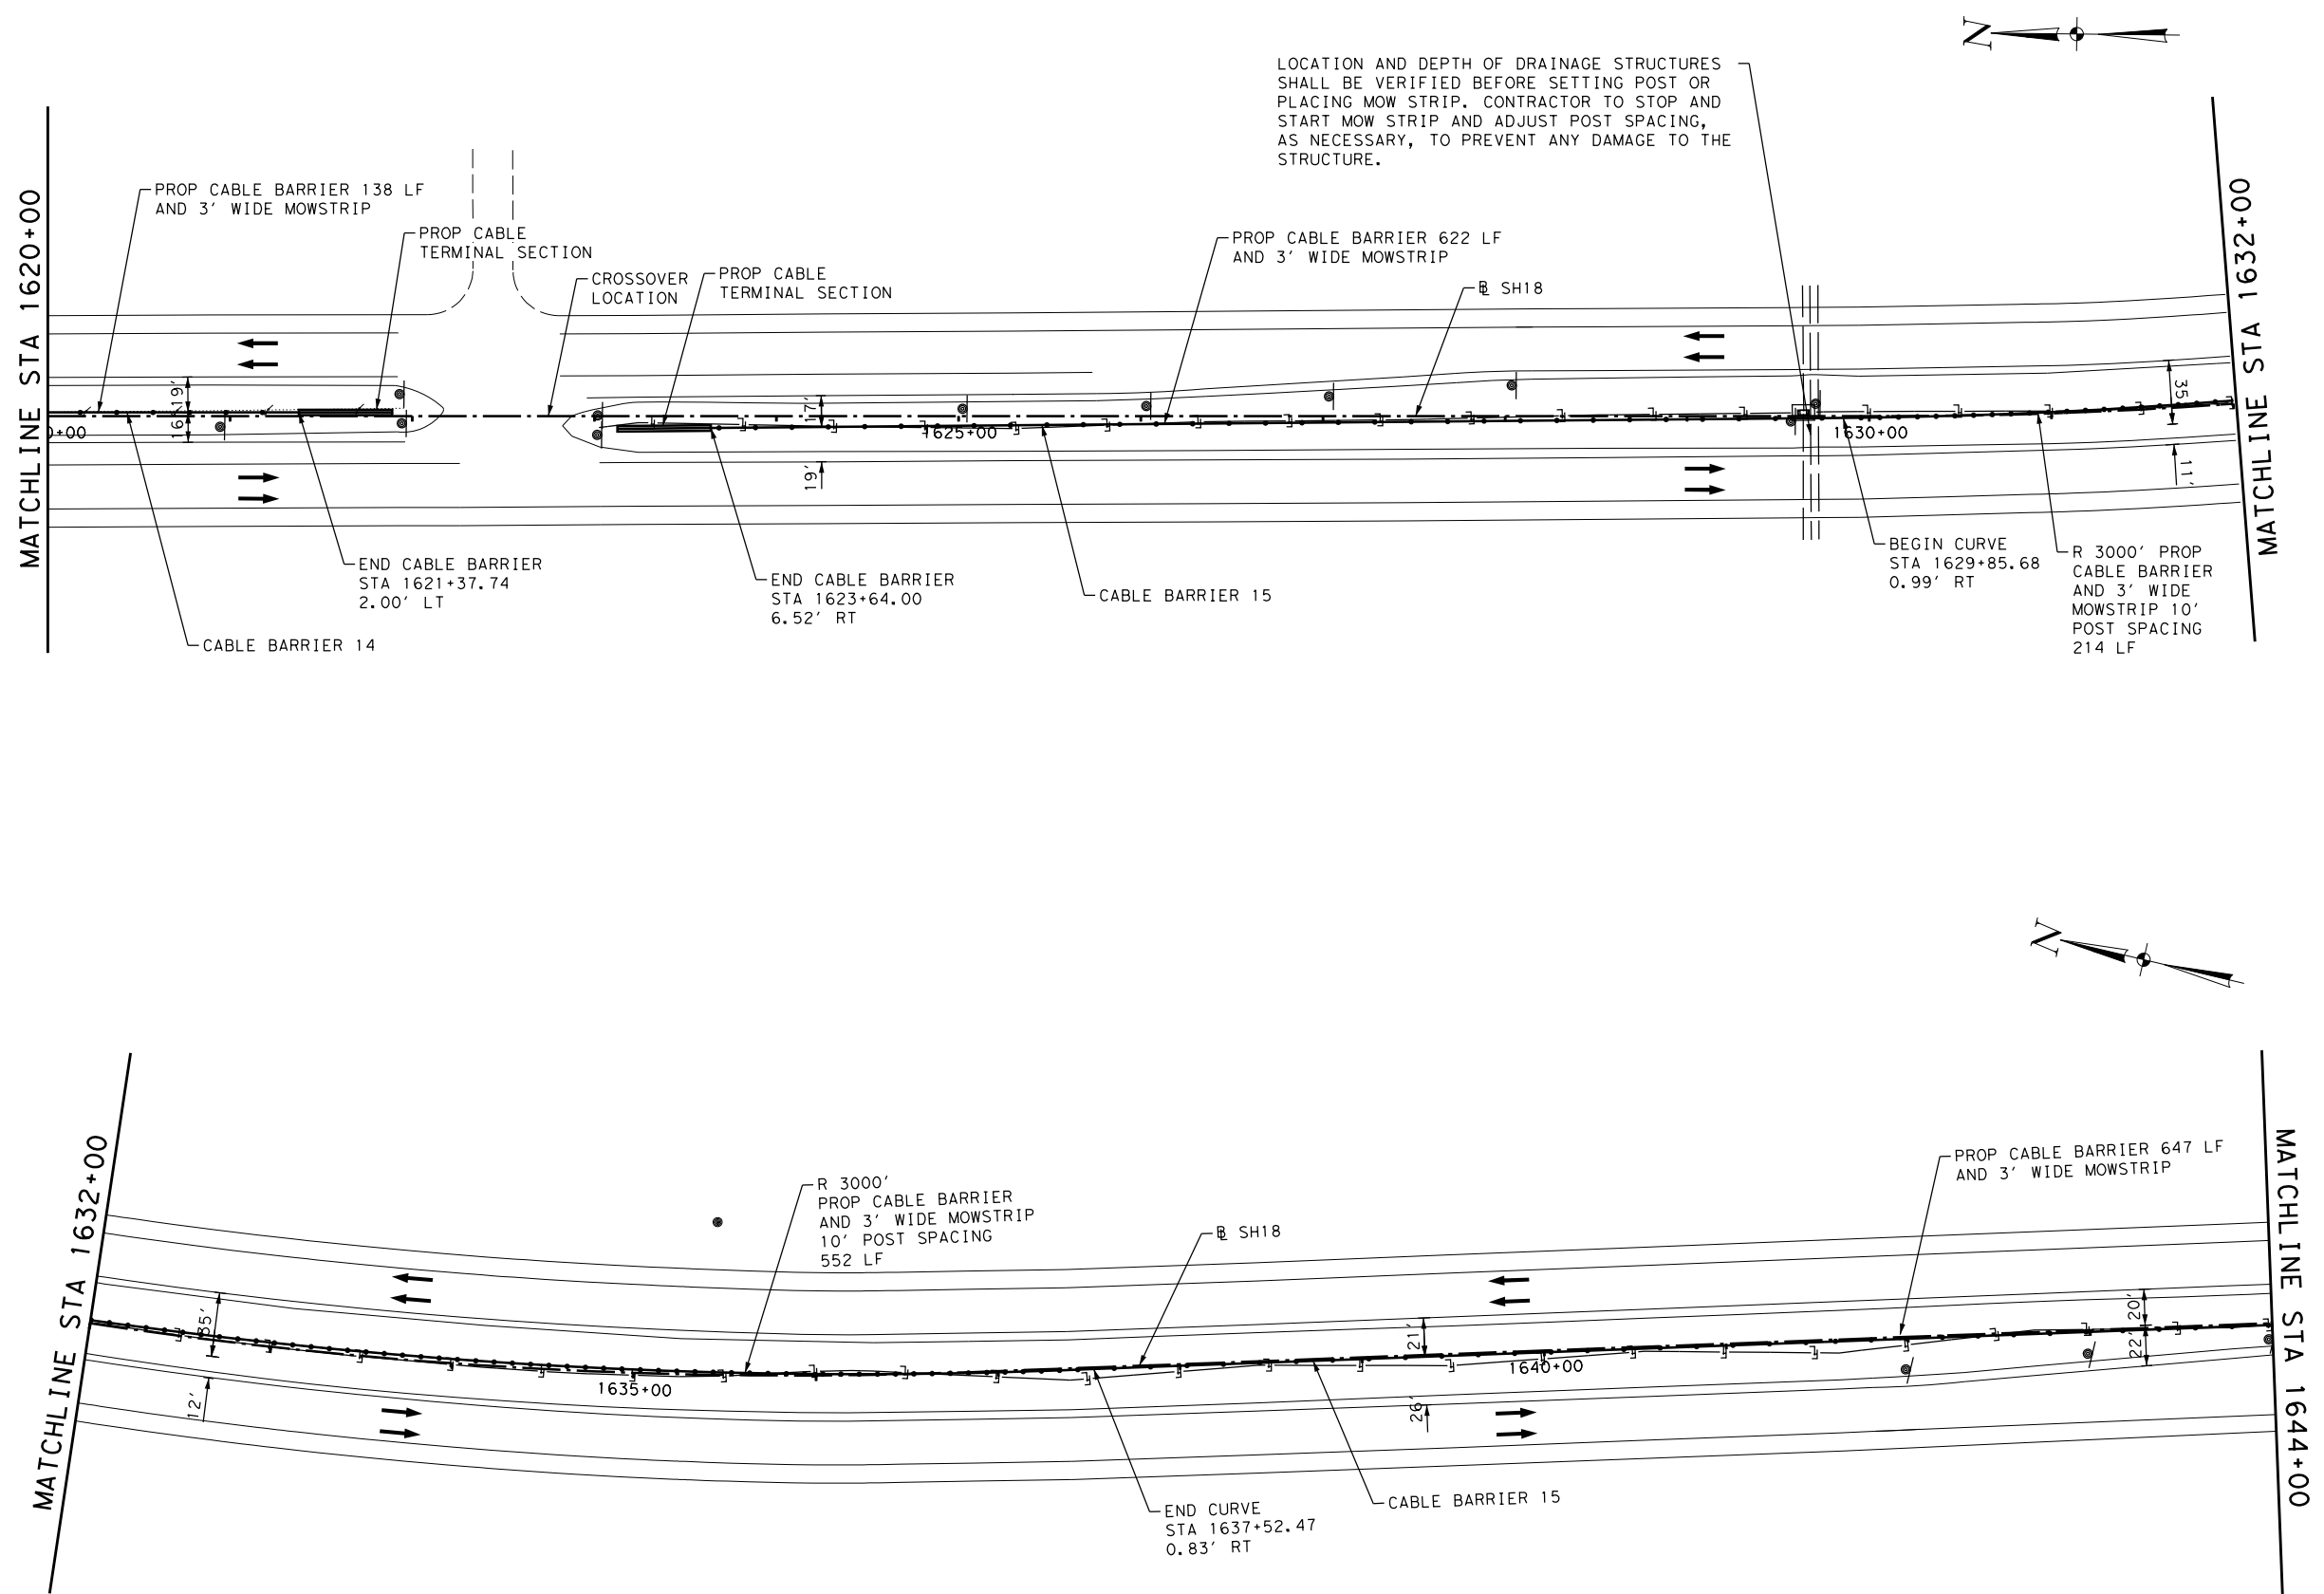 N
LOCATION AND DEPTH OF DRAINAGE STRUCTURES
SHALL BE VERIFIED BEFORE SETTING POST OR
PLACING MOW STRIP. CONTRACTOR TO STOP AND
START MOW STRIP AND ADJUST POST SPACING,
AS NECESSARY, TO PREVENT ANY DAMAGE TO THE
STRUCTURE.
MATCHLINE STA 1620+00
PROP CABLE BARRIER 138 LF
AND 3' WIDE MOWSTRIP
PROP CABLE
TERMINAL SECTION
CROSSOVER
LOCATION
PROP CABLE
TERMINAL SECTION
PROP CABLE BARRIER 622 LF
AND 3' WIDE MOWSTRIP
BL SH18
MATCHLINE STA 1632+00
19'
16'
0+00
17'
19'
1625+00
1630+00
35'
11'
END CABLE BARRIER
STA 1621+37.74
2.00' LT
CABLE BARRIER 14
END CABLE BARRIER
STA 1623+64.00
6.52' RT
CABLE BARRIER 15
BEGIN CURVE
STA 1629+85.68
0.99' RT
R 3000' PROP
CABLE BARRIER
AND 3' WIDE
MOWSTRIP 10'
POST SPACING
214 LF
N
MATCHLINE STA 1632+00
R 3000'
PROP CABLE BARRIER
AND 3' WIDE MOWSTRIP
10' POST SPACING
552 LF
BL SH18
PROP CABLE BARRIER 647 LF
AND 3' WIDE MOWSTRIP
MATCHLINE STA 1644+00
35'
12'
1635+00
21'
26'
1640+00
20'
22'
END CURVE
STA 1637+52.47
0.83' RT
CABLE BARRIER 15